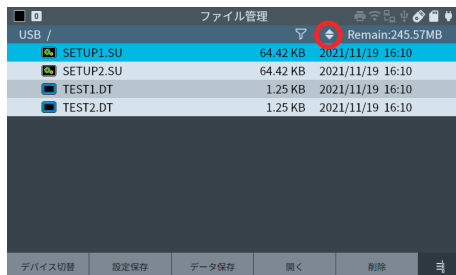 0 ファイル管理
USB / Remain:245.57MB
SETUP1.SU 64.42 KB 2021/11/19 16:10
SETUP2.SU 64.42 KB 2021/11/19 16:10
TEST1.DT 1.25 KB 2021/11/19 16:10
TEST2.DT 1.25 KB 2021/11/19 16:10
デバイス切替 設定保存 データ保存 開く 削除